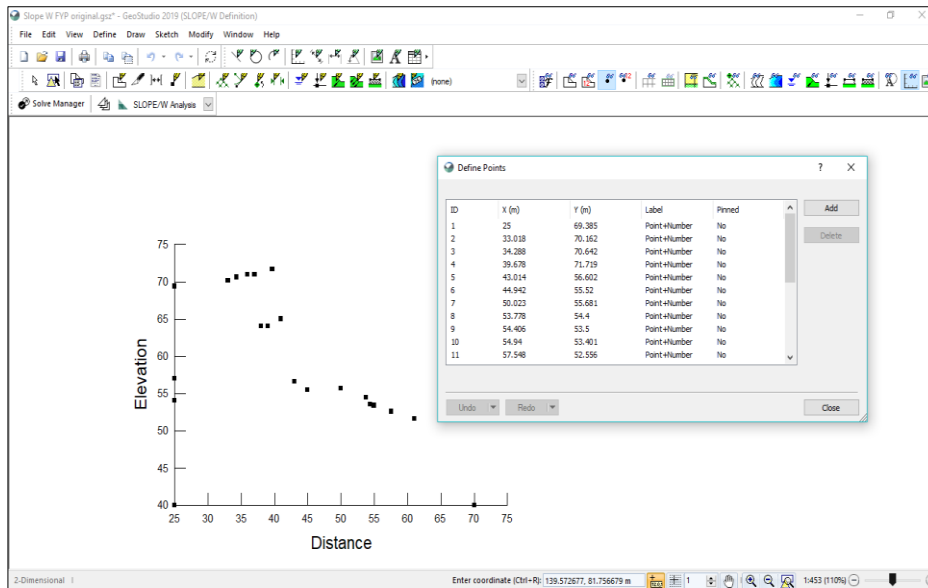 Slope W FYP original.gsz* - GeoStudio 2019 (SLOPE/W Definition)
File Edit View Define Draw Sketch Modify Window Help
(none)
Solve Manager SLOPE/W Analysis
Define Points ? X
ID X (m) Y (m) Label Pinned
1 25 69.385 Point+Number No
2 33.018 70.162 Point+Number No
3 34.288 70.642 Point+Number No
4 39.678 71.719 Point+Number No
5 43.014 56.602 Point+Number No
6 44.942 55.52 Point+Number No
7 50.023 55.681 Point+Number No
8 53.778 54.4 Point+Number No
9 54.406 53.5 Point+Number No
10 54.94 53.401 Point+Number No
11 57.548 52.556 Point+Number No
Add
Delete
Undo Redo Close
75
70
65
60
55
50
45
40
Elevation
25 30 35 40 45 50 55 60 65 70 75
Distance
2-Dimensional Enter coordinate (Ctrl+R): 139.572677, 81.756679 m 1 1:453 (110%)